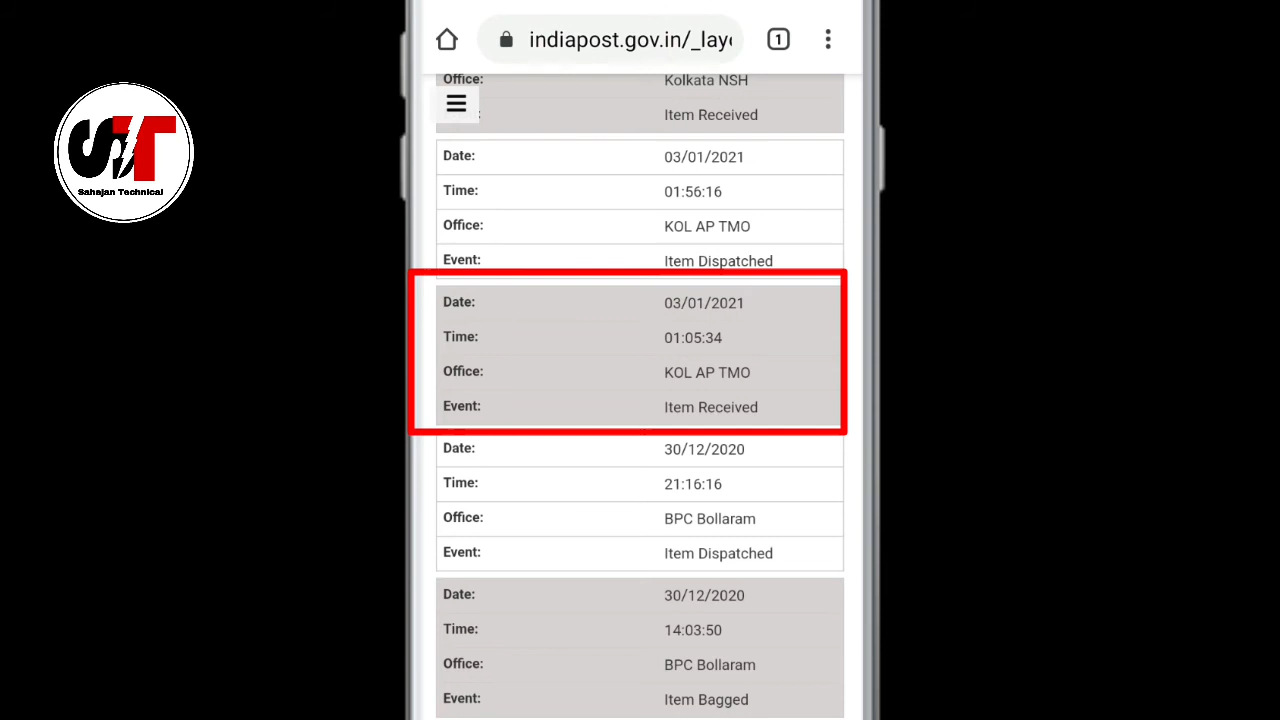 indiapost.gov.in/_layo
1
Office: Kolkata NSH
: Item Received
Date: 03/01/2021
Time: 01:56:16
Office: KOL AP TMO
Event: Item Dispatched
Date: 03/01/2021
Time: 01:05:34
Office: KOL AP TMO
Event: Item Received
Date: 30/12/2020
Time: 21:16:16
Office: BPC Bollaram
Event: Item Dispatched
Date: 30/12/2020
Time: 14:03:50
Office: BPC Bollaram
Event: Item Bagged
ST
Sahajan Technical